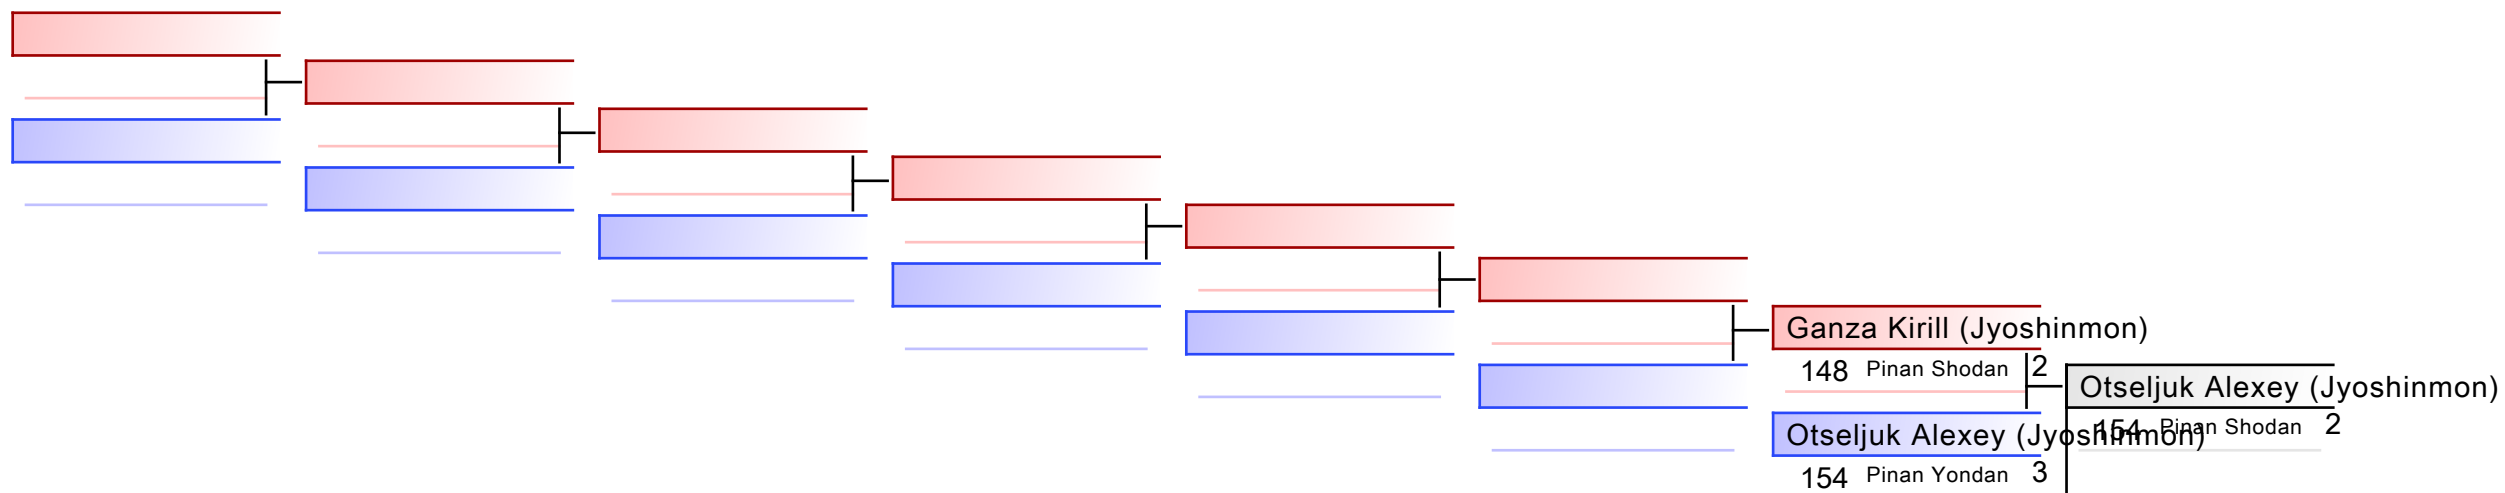 Ganza Kirill (Jyoshinmon)
148 Pinan Shodan 2
Otseljuk Alexey (Jyoshinmon)
154 Pinan Shodan 2
Otseljuk Alexey (Jyoshinmon)
154 Pinan Yondan 3